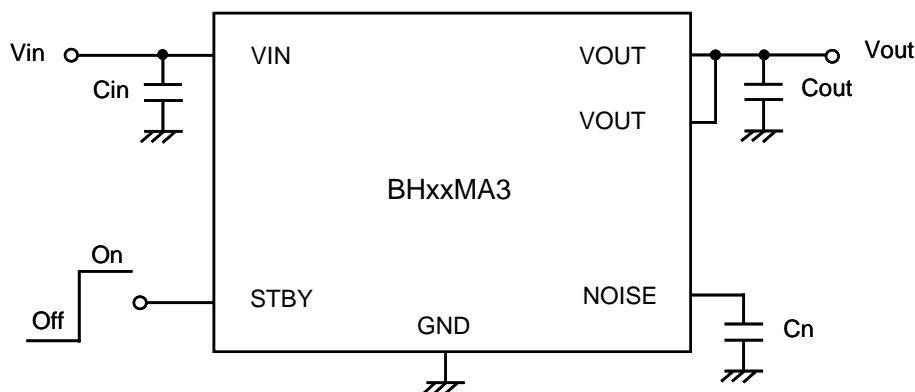 Vin
VIN
VOUT
Vout
Cin
Cout
VOUT
BHxxMA3
On
Off
STBY
NOISE
GND
Cn